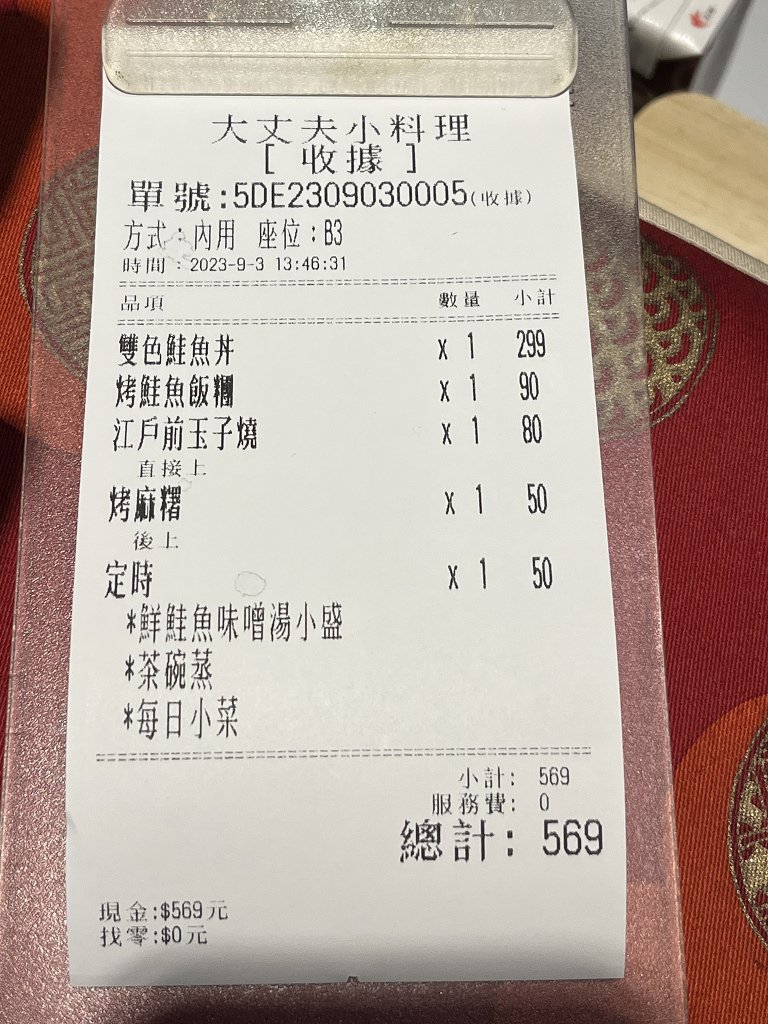 大丈夫小料理
[ 收據 ]
單號:5DE2309030005(收據)
方式：內用 座位：B3
時間：2023-9-3 13:46:31
品項 數量 小計
雙色鮭魚丼 x 1 299
烤鮭魚飯糰 x 1 90
江戶前玉子燒 x 1 80
直接上
烤麻糬 x 1 50
後上
定時 x 1 50
*鮮鮭魚味噌湯小盛
*茶碗蒸
*每日小菜
小計: 569
服務費: 0
總計: 569
現金:$569元
找零:$0元